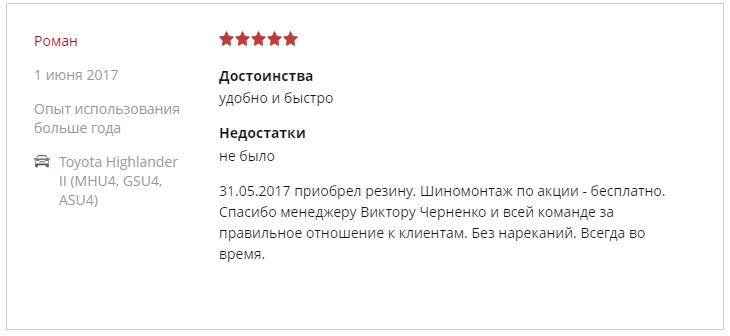 Роман
1 июня 2017
Опыт использования
больше года
Toyota Highlander
II (MHU4, GSU4,
ASU4)
Достоинства
удобно и быстро
Недостатки
не было
31.05.2017 приобрел резину. Шиномонтаж по акции - бесплатно.
Спасибо менеджеру Виктору Черненко и всей команде за
правильное отношение к клиентам. Без нареканий. Всегда во
время.